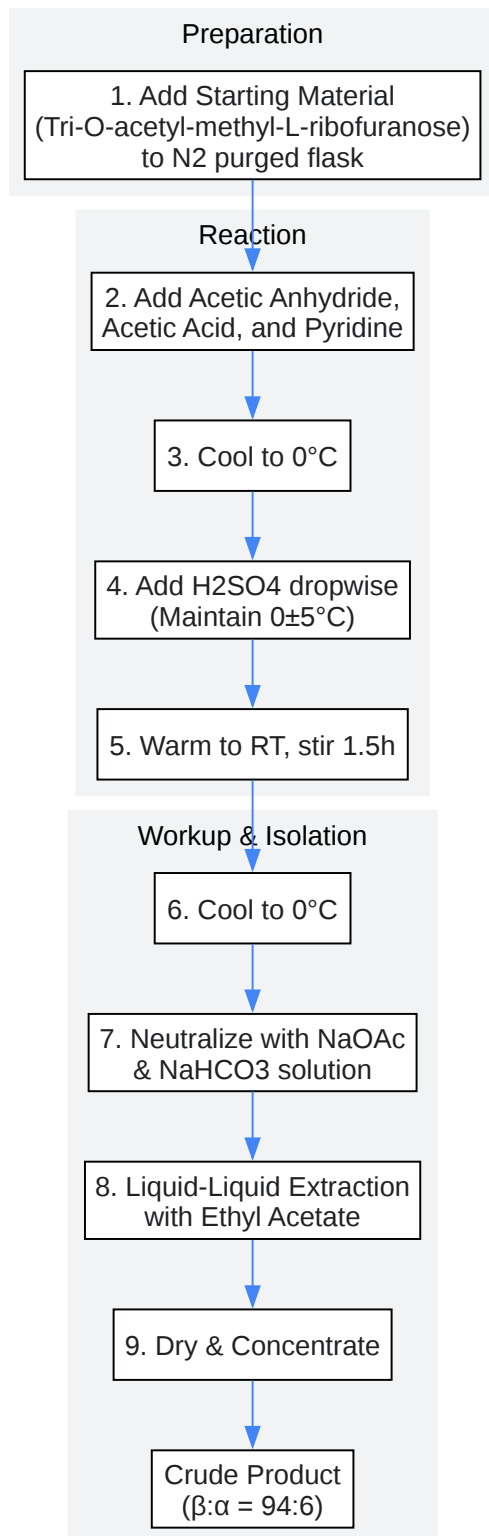 Preparation
1. Add Starting Material
(Tri-O-acetyl-methyl-L-ribofuranose)
to N2 purged flask
Reaction
2. Add Acetic Anhydride,
Acetic Acid, and Pyridine
3. Cool to 0°C
4. Add H2SO4 dropwise
(Maintain 0±5°C)
5. Warm to RT, stir 1.5h
Workup & Isolation
6. Cool to 0°C
7. Neutralize with NaOAc
& NaHCO3 solution
8. Liquid-Liquid Extraction
with Ethyl Acetate
9. Dry & Concentrate
Crude Product
(β:α = 94:6)